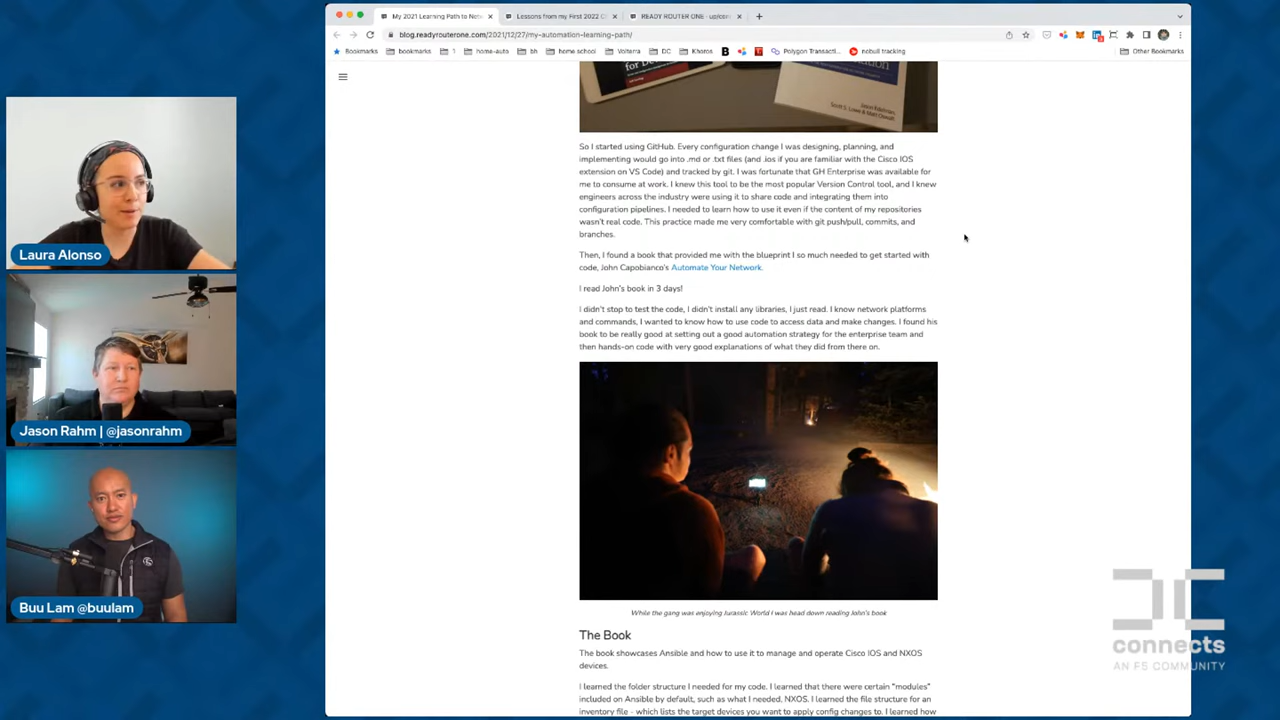 My 2021 Learning Path to Net
Lessons from my First 2022 C
READY ROUTER ONE - up/con
blog.readyrouterone.com/2021/12/27/my-automation-learning-path/
Bookmarks
bookmarks
1
home-auto
bh
home school
Volterra
DC
Khoros
B
Polygon Transacti...
nobull tracking
Other Bookmarks
for De
Scott S. Lowe & Matt Oswalt
So I started using GitHub. Every configuration change I was designing, planning, and
implementing would go into .md or .txt files (and .ios if you are familiar with the Cisco IOS
extension on VS Code) and tracked by git. I was fortunate that GH Enterprise was available for
me to consume at work. I knew this tool to be the most popular Version Control tool, and I knew
engineers across the industry were using it to share code and integrating them into
configuration pipelines. I needed to learn how to use it even if the content of my repositories
wasn't real code. This practice made me very comfortable with git push/pull, commits, and
branches.
Then, I found a book that provided me with the blueprint I so much needed to get started with
code, John Capobianco's Automate Your Network.
I read John's book in 3 days!
I didn't stop to test the code, I didn't install any libraries, I just read. I know network platforms
and commands, I wanted to know how to use code to access data and make changes. I found his
book to be really good at setting out a good automation strategy for the enterprise team and
then hands-on code with very good explanations of what they did from there on.
While the gang was enjoying Jurassic World I was head down reading John's book
The Book
The book showcases Ansible and how to use it to manage and operate Cisco IOS and NXOS
devices.
I learned the folder structure I needed for my code. I learned that there were certain "modules"
included on Ansible by default, such as what I needed, NXOS. I learned the file structure for an
inventory file - which lists the target devices you want to apply config changes to. I learned how
Laura Alonso
Jason Rahm | @jasonrahm
Buu Lam @buulam
connects
AN F5 COMMUNITY